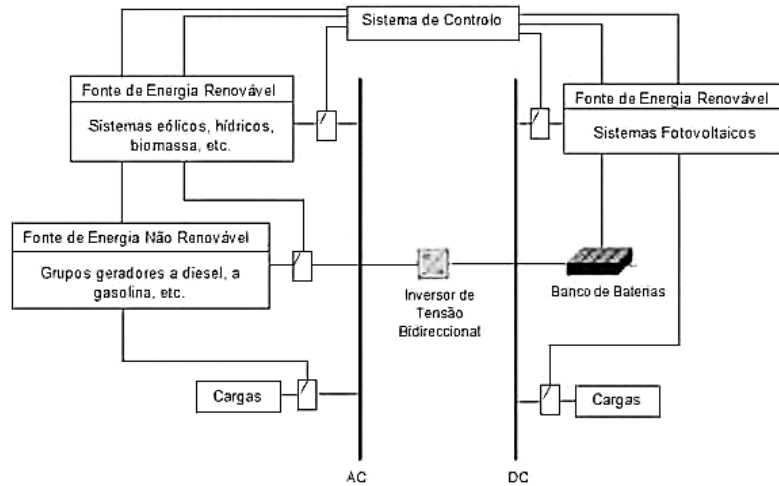 Sistema de Controlo
Fonte de Energia Renovável
Sistemas eólicos, hídricos,
biomassa, etc.
Fonte de Energia Renovável
Sistemas Fotovoltaicos
Fonte de Energia Não Renovável
Grupos geradores a diesel, a
gasolina, etc.
Inversor de
Tensão
Bidireccional
Banco de Baterias
Cargas
Cargas
AC
DC